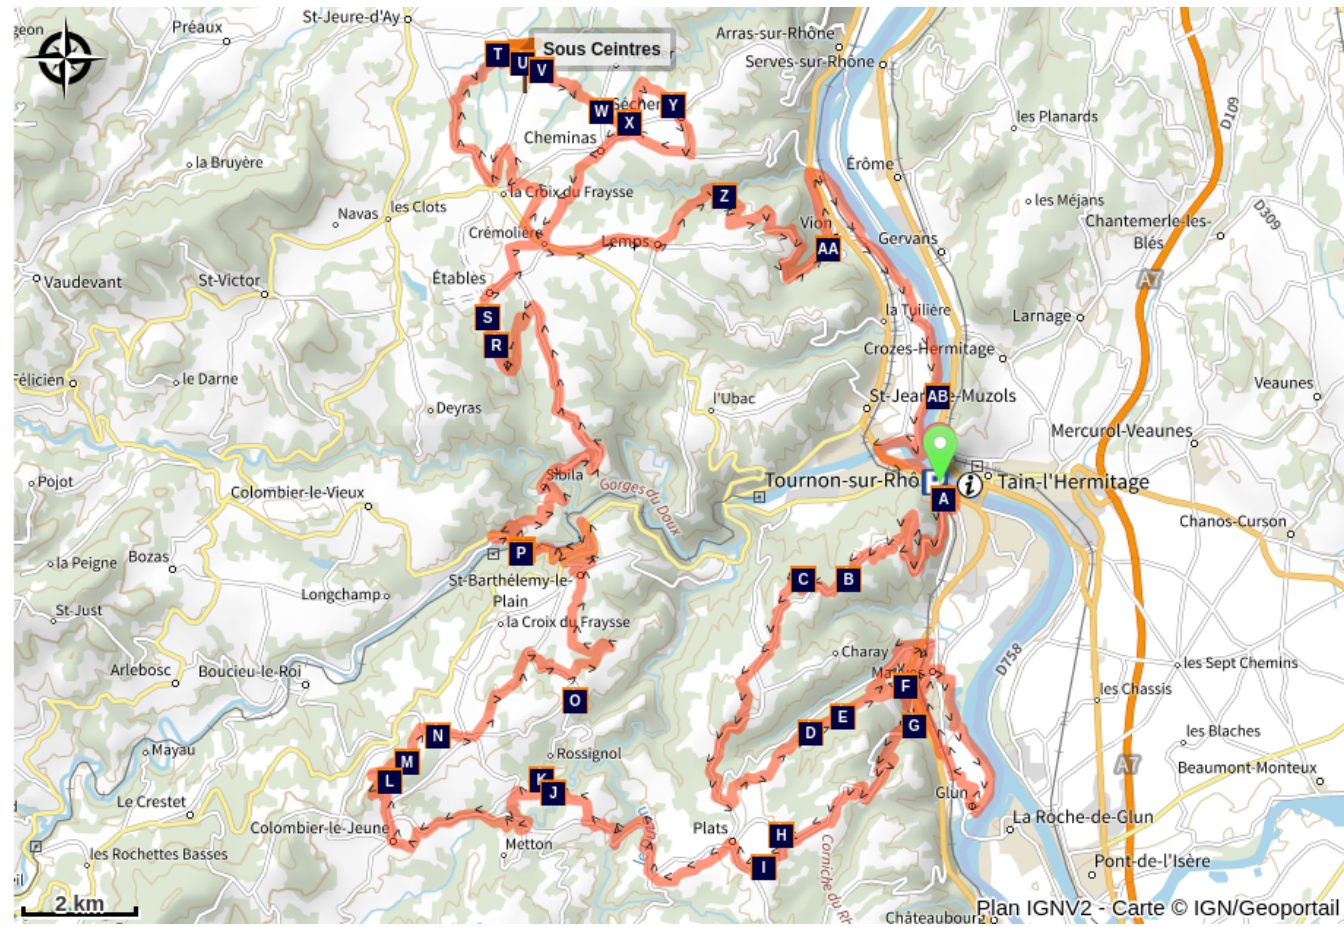 geon
Préaux
St-Jeure-d'Ay
Arras-sur-Rhône
Serves-sur-Rhône
D109
T
U
V
Sous Ceintres
W
X
Y
Sécher
Cheminas
les Planards
la Bruyère
Érôme
les Méjans
Navas
les Clots
la Croix du Fraysse
Z
Chantemerle-les-
Blés
D309
Crémolière
Lemps
Vion
AA
Gervans
Vaudevant
St-Victor
Étables
A7
S
la Tuilière
Larnage
R
Crozes-Hermitage
Félicien
le Darne
Deyras
l'Ubac
St-Jean-de-Muzols
AB
Veaunes
Mercurol-Veaunes
Pojot
Colombier-le-Vieux
Sibila
Gorges du Doux
Tournon-sur-Rhô
P
i
Tain-l'Hermitage
A
Chanos-Curson
la Peigne
Bozas
P
St-Barthélemy-le-
Plain
Longchamp
C
B
St-Just
la Croix du Fraysse
Arlebosc
Boucieu-le-Roi
Charay
D758
les Sept Chemins
F
O
les Chassis
N
D
E
G
les Blaches
Mayau
M
L
Rossignol
K
J
A7
Beaumont-Monteux
Le Crestet
Glun
Colombier-le-Jeune
Plats
H
La Roche-de-Glun
les Rochettes Basses
Metton
I
Corniche du Rh
Pont-de-l'Isère
eil
2 km
Châteaubourg
Plan IGNV2 - Carte © IGN/Geoportail